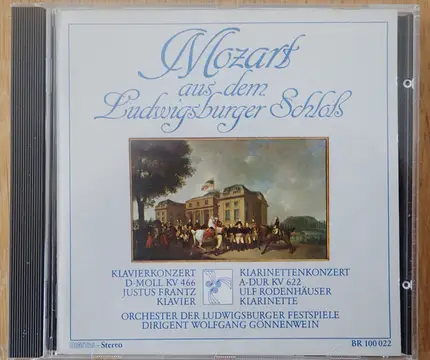 Mozart
aus dem
Ludwigsburger Schloß
KLAVIERKONZERT
D-MOLL KV 466
JUSTUS FRANTZ
KLAVIER
KLARINETTENKONZERT
A-DUR KV 622
ULF RODENHÄUSER
KLARINETTE
ORCHESTER DER LUDWIGSBURGER FESTSPIELE
DIRIGENT WOLFGANG GÖNNENWEIN
Stereo
BR 100 022